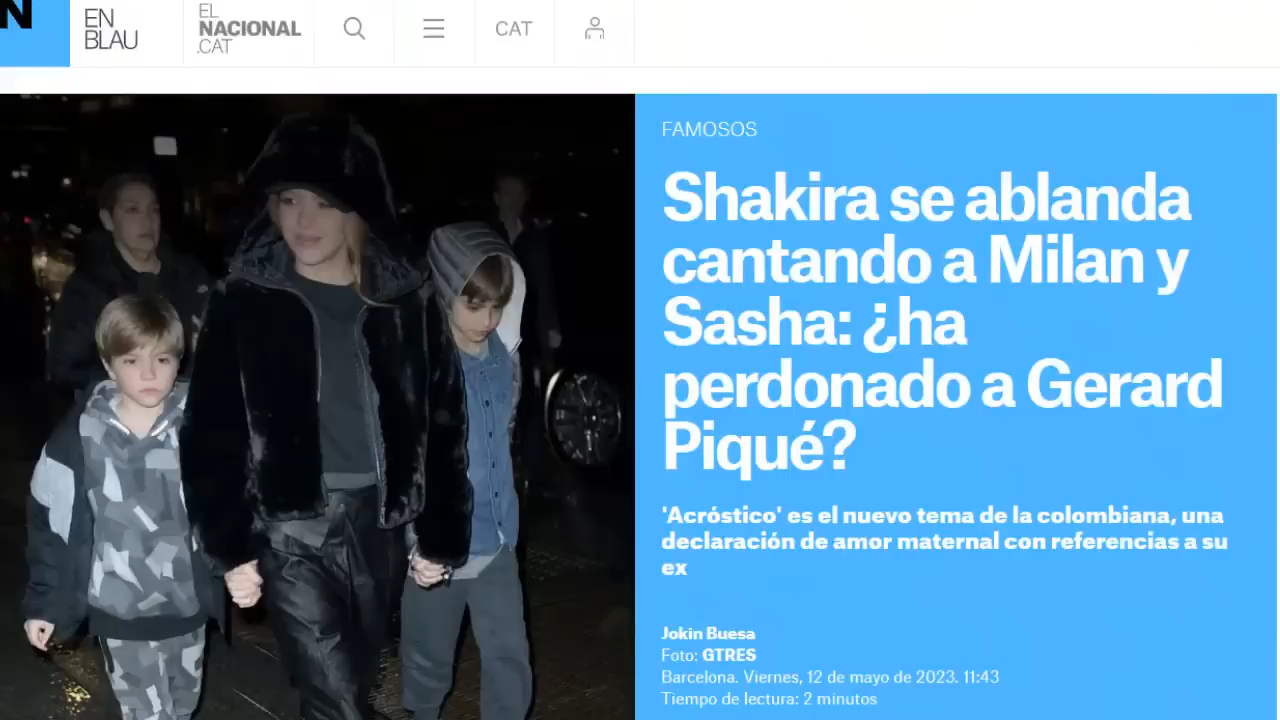 N
EN
BLAU
EL
NACIONAL
.CAT
CAT
FAMOSOS
Shakira se ablanda
cantando a Milan y
Sasha: ¿ha
perdonado a Gerard
Piqué?
'Acróstico' es el nuevo tema de la colombiana, una
declaración de amor maternal con referencias a su
ex
Jokin Buesa
Foto: GTRES
Barcelona. Viernes, 12 de mayo de 2023. 11:43
Tiempo de lectura: 2 minutos